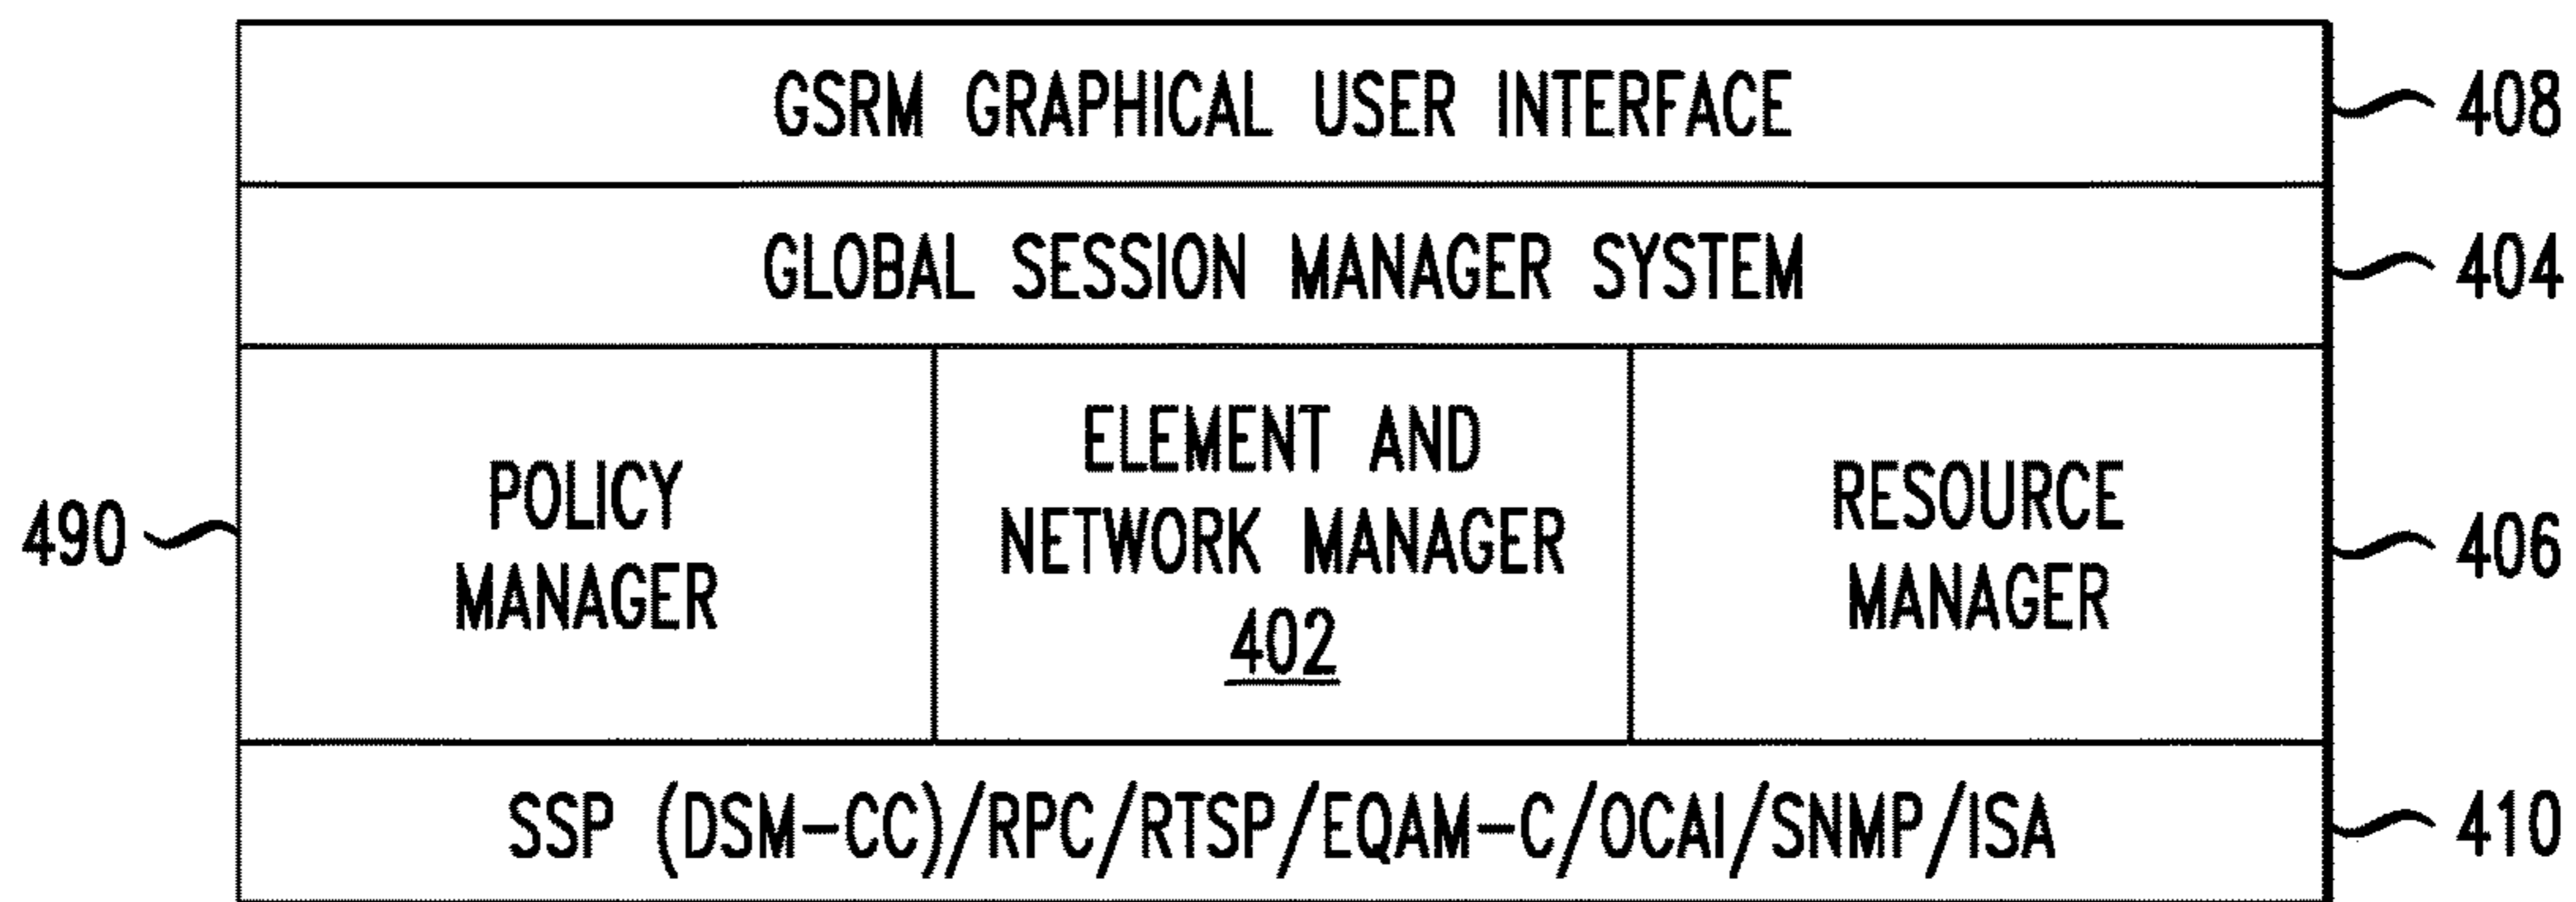 GSRM GRAPHICAL USER INTERFACE
408
GLOBAL SESSION MANAGER SYSTEM
404
490
POLICY
MANAGER
ELEMENT AND
NETWORK MANAGER
402
RESOURCE
MANAGER
406
SSP (DSM-CC)/RPC/RTSP/EQAM-C/OCAI/SNMP/ISA
410